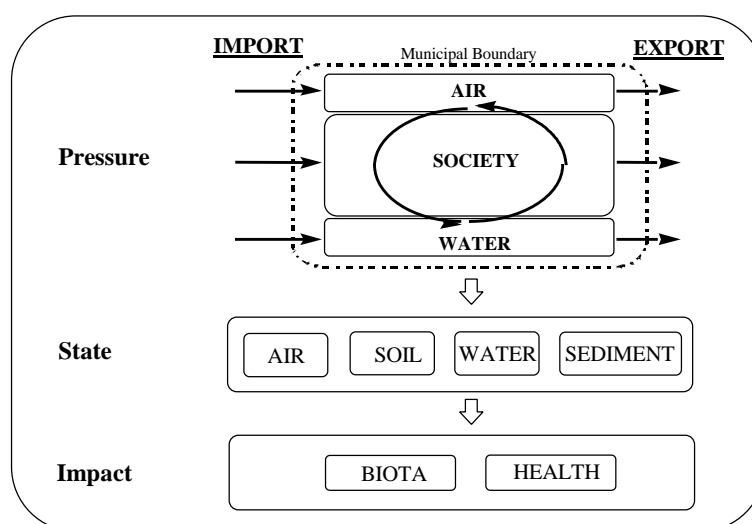 IMPORT
Municipal Boundary
EXPORT
AIR
Pressure
SOCIETY
WATER
State
AIR
SOIL
WATER
SEDIMENT
Impact
BIOTA
HEALTH